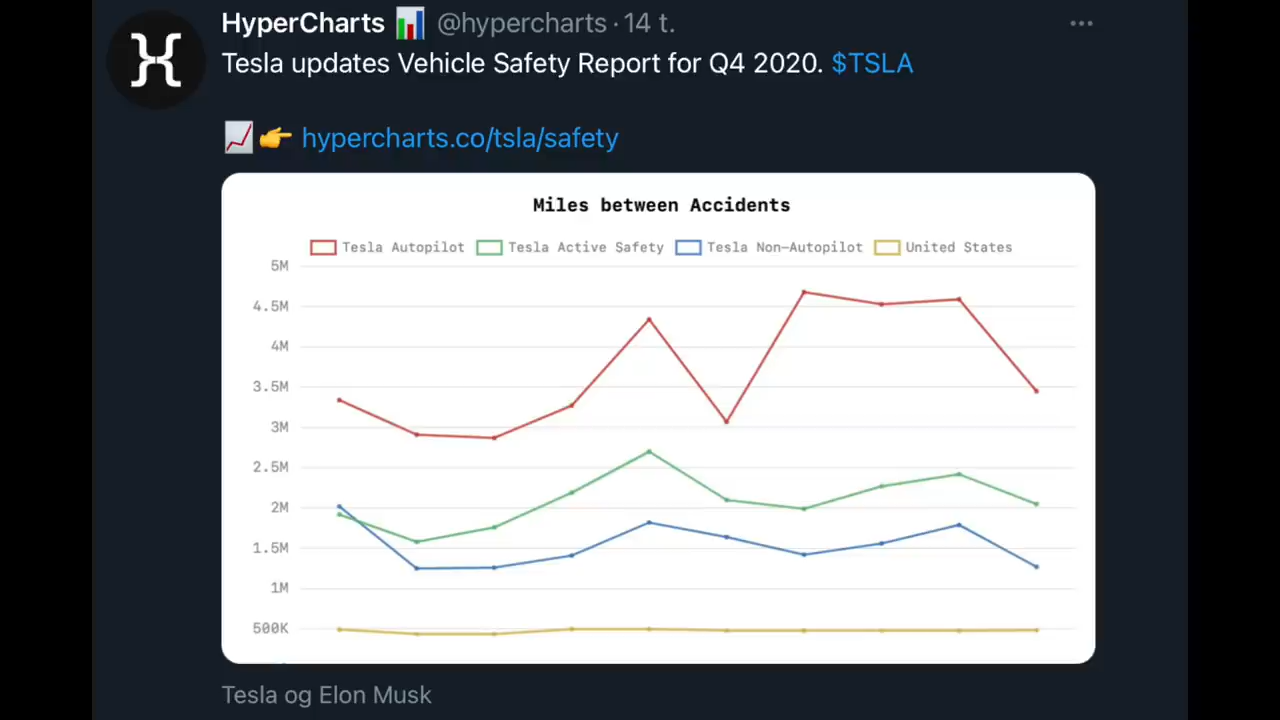 HyperCharts 📊 @hypercharts · 14 t.
Tesla updates Vehicle Safety Report for Q4 2020. $TSLA
📈👉 hypercharts.co/tsla/safety
Miles between Accidents
Tesla Autopilot Tesla Active Safety Tesla Non-Autopilot United States
5M
4.5M
4M
3.5M
3M
2.5M
2M
1.5M
1M
500K
Tesla og Elon Musk